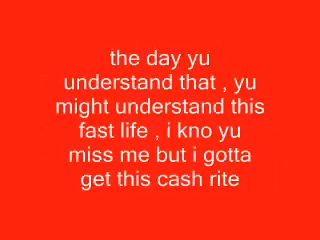 the day yu
understand that , yu
might understand this
fast life , i kno yu
miss me but i gotta
get this cash rite